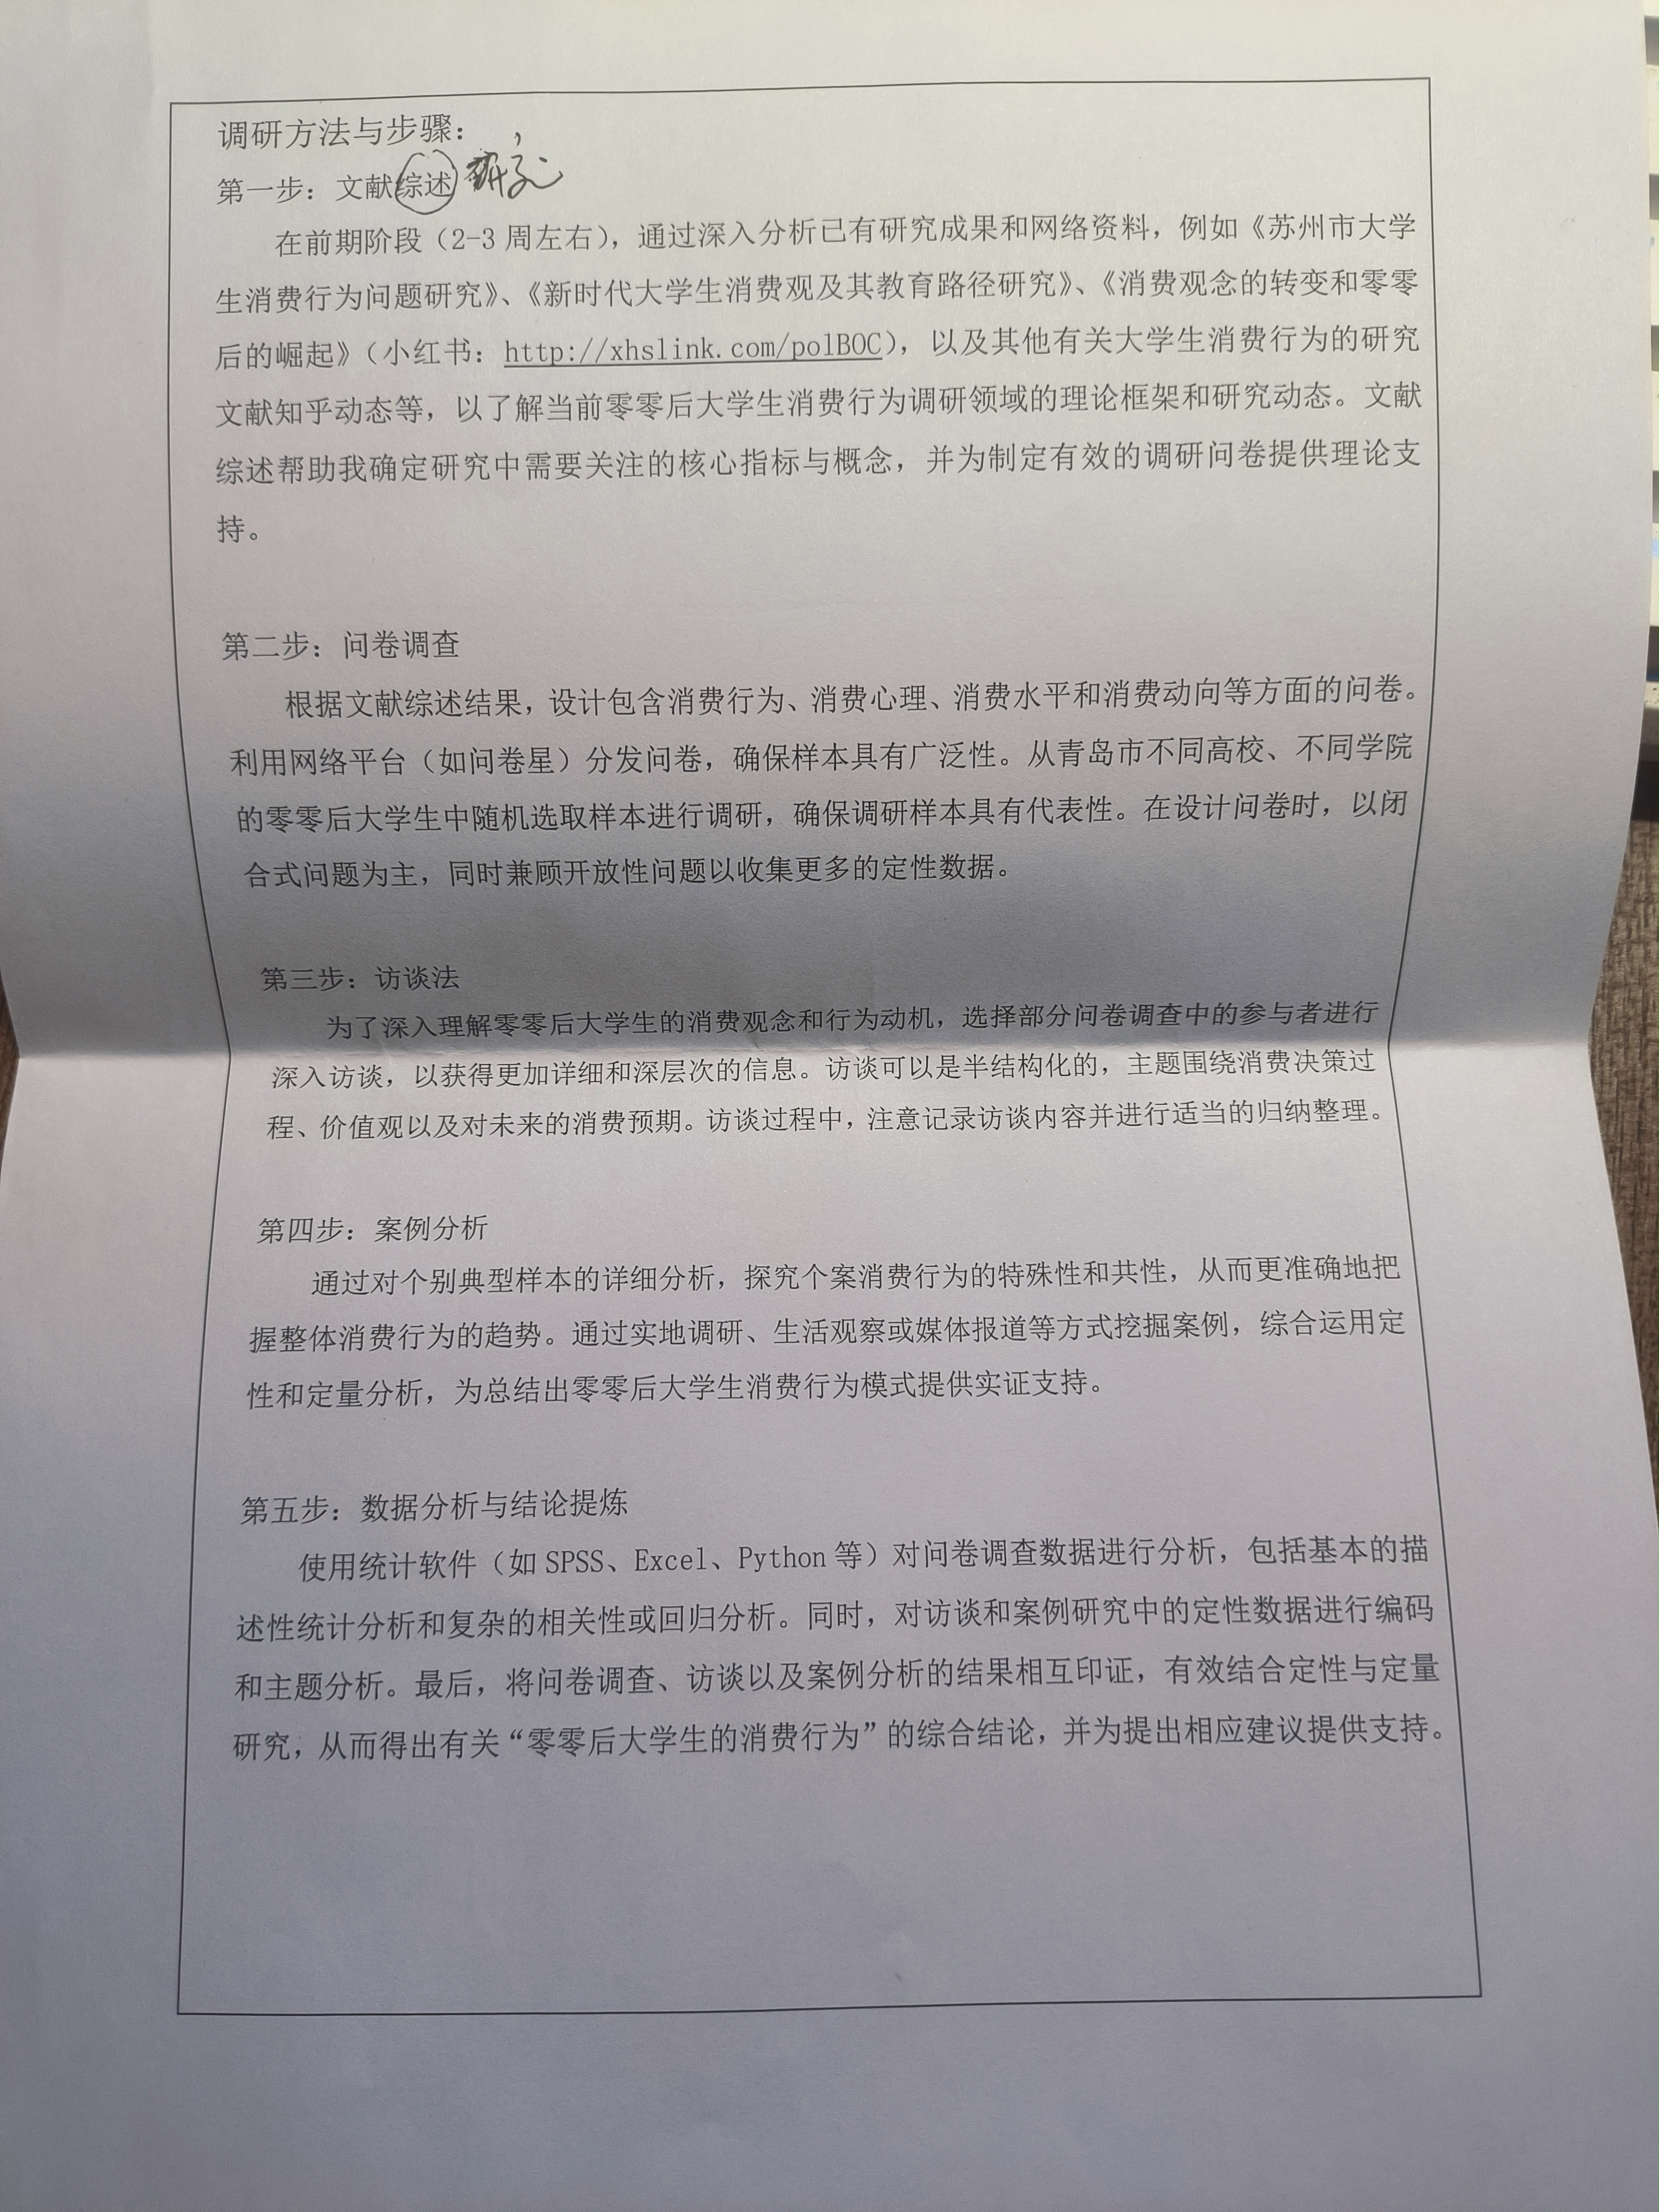 调研方法与步骤：
第一步：文献综述 研究
在前期阶段（2-3 周左右），通过深入分析已有研究成果和网络资料，例如《苏州市大学
生消费行为问题研究》、《新时代大学生消费观及其教育路径研究》、《消费观念的转变和零零
后的崛起》（小红书：http://xhslink.com/polBOC），以及其他有关大学生消费行为的研究
文献知乎动态等，以了解当前零零后大学生消费行为调研领域的理论框架和研究动态。文献
综述帮助我确定研究中需要关注的核心指标与概念，并为制定有效的调研问卷提供理论支
持。
第二步：问卷调查
根据文献综述结果，设计包含消费行为、消费心理、消费水平和消费动向等方面的问卷。
利用网络平台（如问卷星）分发问卷，确保样本具有广泛性。从青岛市不同高校、不同学院
的零零后大学生中随机选取样本进行调研，确保调研样本具有代表性。在设计问卷时，以闭
合式问题为主，同时兼顾开放性问题以收集更多的定性数据。
第三步：访谈法
为了深入理解零零后大学生的消费观念和行为动机，选择部分问卷调查中的参与者进行
深入访谈，以获得更加详细和深层次的信息。访谈可以是半结构化的，主题围绕消费决策过
程、价值观以及对未来的消费预期。访谈过程中，注意记录访谈内容并进行适当的归纳整理。
第四步：案例分析
通过对个别典型样本的详细分析，探究个案消费行为的特殊性和共性，从而更准确地把
握整体消费行为的趋势。通过实地调研、生活观察或媒体报道等方式挖掘案例，综合运用定
性和定量分析，为总结出零零后大学生消费行为模式提供实证支持。
第五步：数据分析与结论提炼
使用统计软件（如 SPSS、Excel、Python 等）对问卷调查数据进行分析，包括基本的描
述性统计分析和复杂的相关性或回归分析。同时，对访谈和案例研究中的定性数据进行编码
和主题分析。最后，将问卷调查、访谈以及案例分析的结果相互印证，有效结合定性与定量
研究，从而得出有关“零零后大学生的消费行为”的综合结论，并为提出相应建议提供支持。